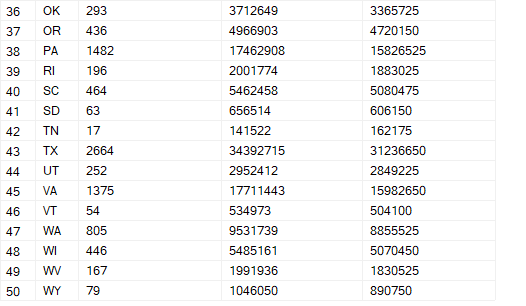 36 OK 293 3712649 3365725
37 OR 436 4966903 4720150
38 PA 1482 17462908 15826525
39 RI 196 2001774 1883025
40 SC 464 5462458 5080475
41 SD 63 656514 606150
42 TN 17 141522 162175
43 TX 2664 34392715 31236650
44 UT 252 2952412 2849225
45 VA 1375 17711443 15982650
46 VT 54 534973 504100
47 WA 805 9531739 8855525
48 WI 446 5485161 5070450
49 WV 167 1991936 1830525
50 WY 79 1046050 890750